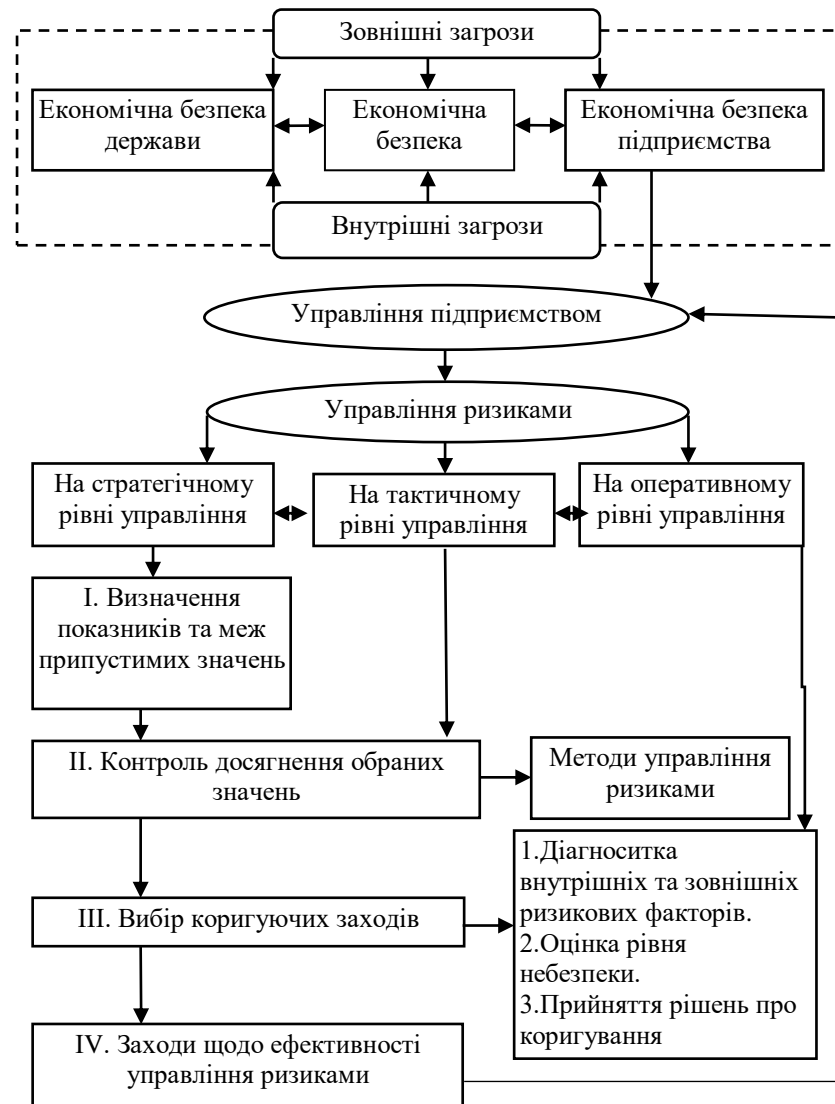 Зовнішні загрози
Економічна безпека
держави
Економічна
безпека
Економічна безпека
підприємства
Внутрішні загрози
Управління підприємством
Управління ризиками
На стратегічному
рівні управління
На тактичному
рівні управління
На оперативному
рівні управління
І. Визначення
показників та меж
припустимих значень
ІІ. Контроль досягнення обраних
значень
Методи управління
ризиками
ІІІ. Вибір коригуючих заходів
1.Діагноситка
внутрішніх та зовнішніх
ризикових факторів.
2.Оцінка рівня
небезпеки.
3.Прийняття рішень про
коригування
IV. Заходи щодо ефективності
управління ризиками